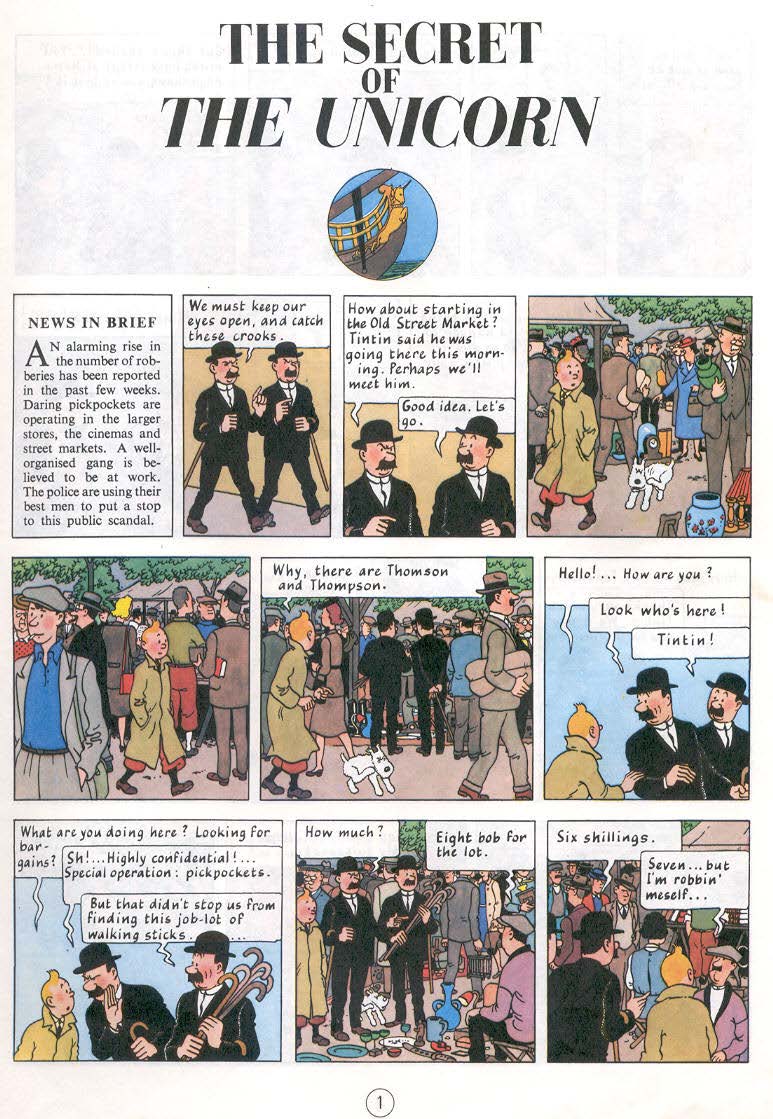 THE SECRET
OF
THE UNICORN
NEWS IN BRIEF
AN alarming rise in
the number of rob-
beries has been reported
in the past few weeks.
Daring pickpockets are
operating in the larger
stores, the cinemas and
street markets. A well-
organised gang is be-
lieved to be at work.
The police are using their
best men to put a stop
to this public scandal.
We must keep our
eyes open, and catch
these crooks.
How about starting in
the Old Street Market?
Tintin said he was
going there this morn-
ing. Perhaps we'll
meet him.
Good idea. Let's
go.
Why, there are Thomson
and Thompson.
Hello! ... How are you?
Look who's here!
Tintin!
What are you doing here? Looking for
bar-
gains?
Sh!...Highly confidential!...
Special operation: pickpockets.
But that didn't stop us from
finding this job-lot of
walking sticks. ...
How much?
Eight bob for
the lot.
Six shillings.
Seven...but
I'm robbin'
meself...
1